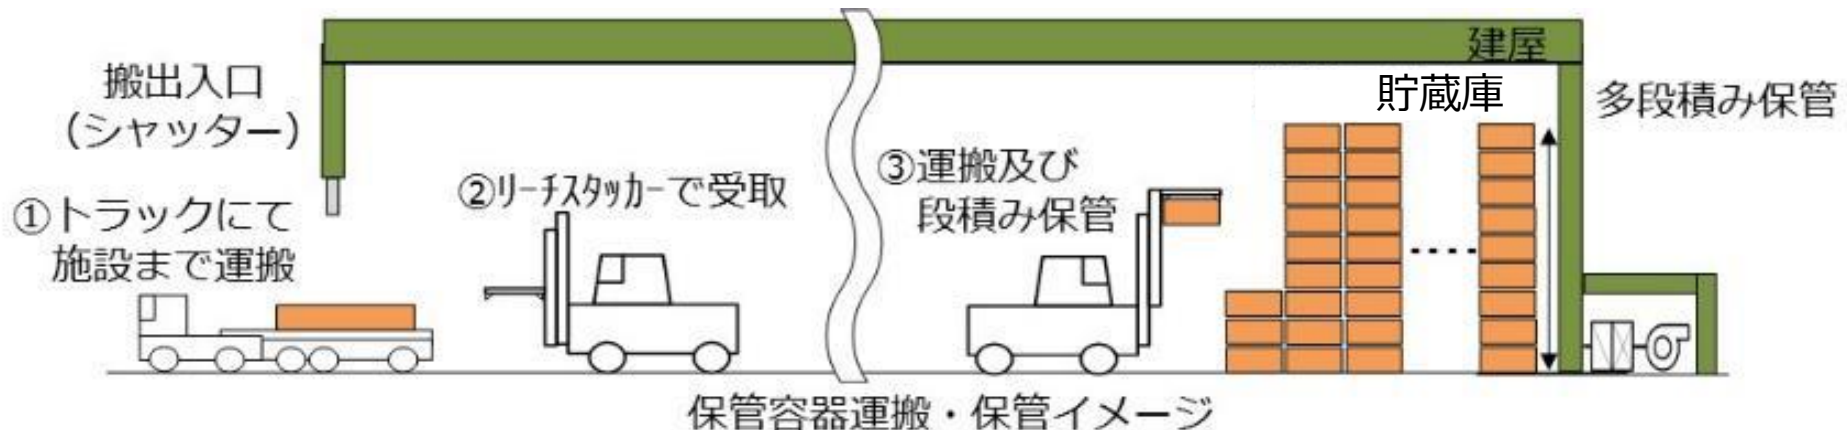 建屋
搬出入口
(シャッター)
貯蔵庫
多段積み保管
①トラックにて
施設まで運搬
②ﾘｰﾁｽﾀｯｶｰで受取
③運搬及び
段積み保管
保管容器運搬・保管イメージ